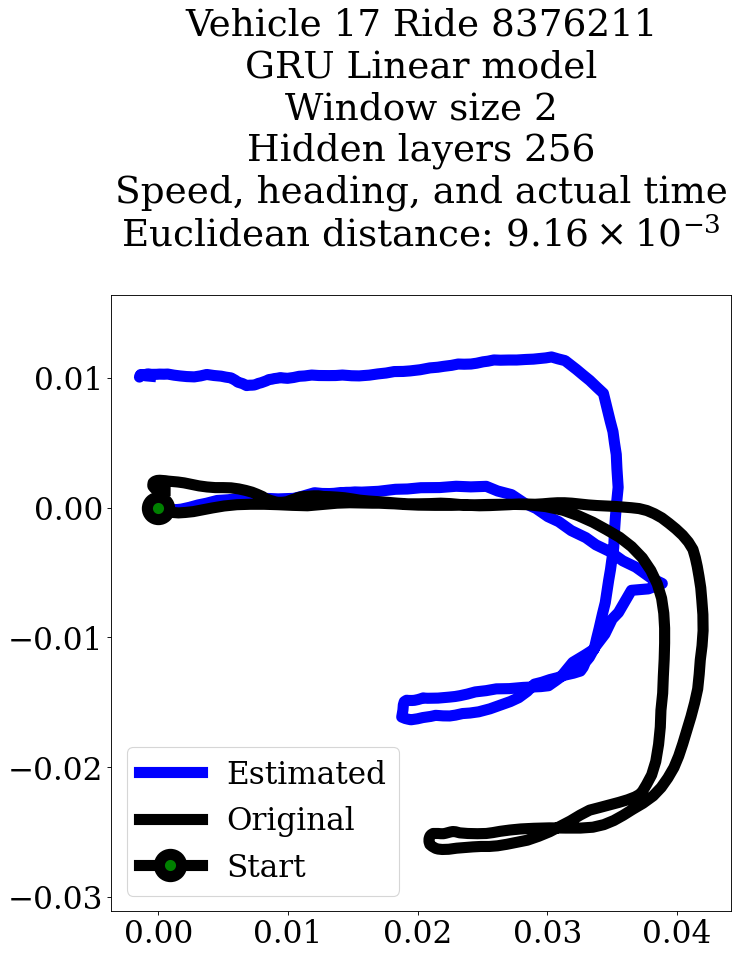 Vehicle 17 Ride 8376211
GRU Linear model
Window size 2
Hidden layers 256
Speed, heading, and actual time
Euclidean distance: 9.16 × 10⁻³
0.01
0.00
−0.01
−0.02
−0.03
Estimated
Original
Start
0.00 0.01 0.02 0.03 0.04